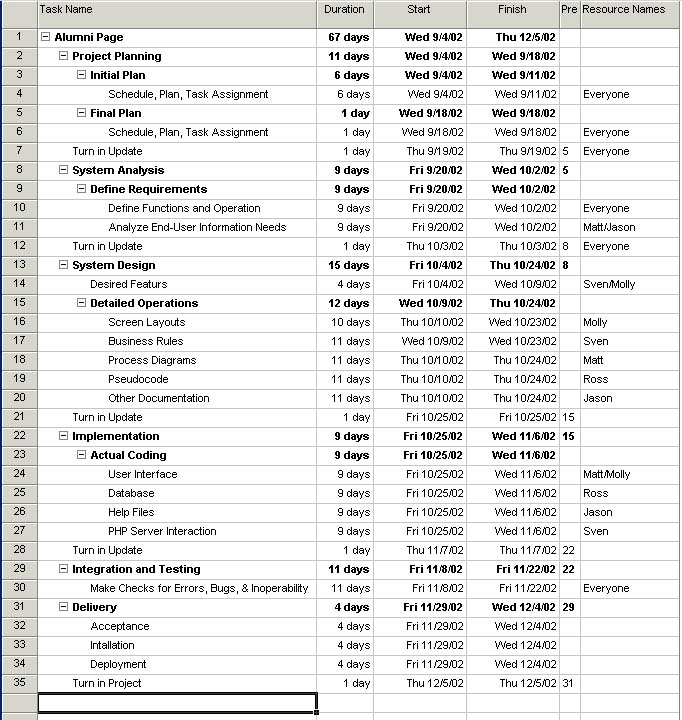 Task Name Duration Start Finish Pre Resource Names
1 Alumni Page 67 days Wed 9/4/02 Thu 12/5/02
2 Project Planning 11 days Wed 9/4/02 Wed 9/18/02
3 Initial Plan 6 days Wed 9/4/02 Wed 9/11/02
4 Schedule, Plan, Task Assignment 6 days Wed 9/4/02 Wed 9/11/02 Everyone
5 Final Plan 1 day Wed 9/18/02 Wed 9/18/02
6 Schedule, Plan, Task Assignment 1 day Wed 9/18/02 Wed 9/18/02 Everyone
7 Turn in Update 1 day Thu 9/19/02 Thu 9/19/02 5 Everyone
8 System Analysis 9 days Fri 9/20/02 Wed 10/2/02 5
9 Define Requirements 9 days Fri 9/20/02 Wed 10/2/02
10 Define Functions and Operation 9 days Fri 9/20/02 Wed 10/2/02 Everyone
11 Analyze End-User Information Needs 9 days Fri 9/20/02 Wed 10/2/02 Matt/Jason
12 Turn in Update 1 day Thu 10/3/02 Thu 10/3/02 8 Everyone
13 System Design 15 days Fri 10/4/02 Thu 10/24/02 8
14 Desired Featurs 4 days Fri 10/4/02 Wed 10/9/02 Sven/Molly
15 Detailed Operations 12 days Wed 10/9/02 Thu 10/24/02
16 Screen Layouts 10 days Thu 10/10/02 Wed 10/23/02 Molly
17 Business Rules 11 days Wed 10/9/02 Wed 10/23/02 Sven
18 Process Diagrams 11 days Thu 10/10/02 Thu 10/24/02 Matt
19 Pseudocode 11 days Thu 10/10/02 Thu 10/24/02 Ross
20 Other Documentation 11 days Thu 10/10/02 Thu 10/24/02 Jason
21 Turn in Update 1 day Fri 10/25/02 Fri 10/25/02 15
22 Implementation 9 days Fri 10/25/02 Wed 11/6/02 15
23 Actual Coding 9 days Fri 10/25/02 Wed 11/6/02
24 User Interface 9 days Fri 10/25/02 Wed 11/6/02 Matt/Molly
25 Database 9 days Fri 10/25/02 Wed 11/6/02 Ross
26 Help Files 9 days Fri 10/25/02 Wed 11/6/02 Jason
27 PHP Server Interaction 9 days Fri 10/25/02 Wed 11/6/02 Sven
28 Turn in Update 1 day Thu 11/7/02 Thu 11/7/02 22
29 Integration and Testing 11 days Fri 11/8/02 Fri 11/22/02 22
30 Make Checks for Errors, Bugs, & Inoperability 11 days Fri 11/8/02 Fri 11/22/02 Everyone
31 Delivery 4 days Fri 11/29/02 Wed 12/4/02 29
32 Acceptance 4 days Fri 11/29/02 Wed 12/4/02
33 Intallation 4 days Fri 11/29/02 Wed 12/4/02
34 Deployment 4 days Fri 11/29/02 Wed 12/4/02
35 Turn in Project 1 day Thu 12/5/02 Thu 12/5/02 31